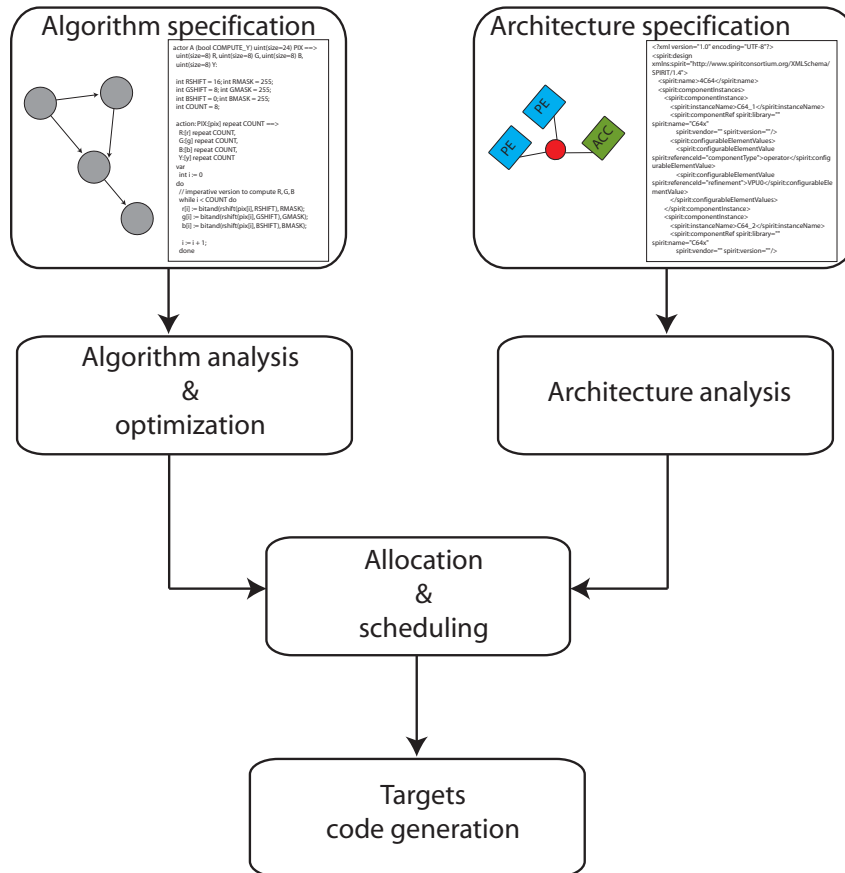 Algorithm specification
actor A (bool COMPUTE_Y) uint(size=24) PIX ==>
uint(size=8) R, uint(size=8) G, uint(size=8) B,
uint(size=8) Y:
int RSHIFT = 16; int RMASK = 255;
int GSHIFT = 8; int GMASK = 255;
int BSHIFT = 0; int BMASK = 255;
int COUNT = 8;
action: PIX:[pix] repeat COUNT ==>
R:[r] repeat COUNT,
G:[g] repeat COUNT,
B:[b] repeat COUNT,
Y:[y] repeat COUNT
var
int i := 0
do
// imperative version to compute R, G, B
while i < COUNT do
r[i] := bitand(rshift(pix[i], RSHIFT), RMASK);
g[i] := bitand(rshift(pix[i], GSHIFT), GMASK);
b[i] := bitand(rshift(pix[i], BSHIFT), BMASK);
i := i + 1;
done
Architecture specification
PE
PE
ACC
<?xml version="1.0" encoding="UTF-8"?>
<spirit:design
xmlns:spirit="http://www.spiritconsortium.org/XMLSchema/
SPIRIT/1.4">
<spirit:name>4C64</spirit:name>
<spirit:componentInstances>
<spirit:componentInstance>
<spirit:instanceName>C64_1</spirit:instanceName>
<spirit:componentRef spirit:library=""
spirit:name="C64x"
spirit:vendor="" spirit:version=""/>
<spirit:configurableElementValues>
<spirit:configurableElementValue
spirit:referenceId="componentType">operator</spirit:config
urableElementValue>
<spirit:configurableElementValue
spirit:referenceId="refinement">VPU0</spirit:configurableEle
mentValue>
</spirit:configurableElementValues>
</spirit:componentInstance>
<spirit:componentInstance>
<spirit:instanceName>C64_2</spirit:instanceName>
<spirit:componentRef spirit:library=""
spirit:name="C64x"
spirit:vendor="" spirit:version=""/>
Algorithm analysis
&
optimization
Architecture analysis
Allocation
&
scheduling
Targets
code generation